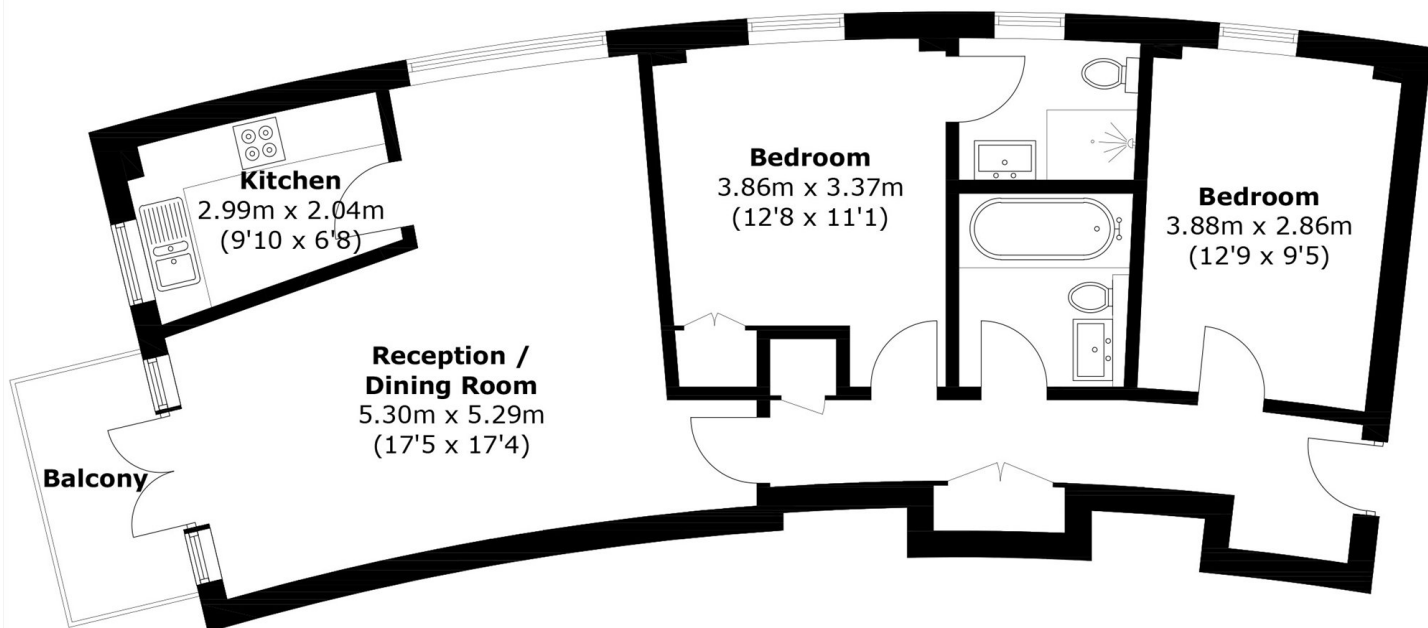 Kitchen
2.99m x 2.04m
(9'10 x 6'8)
Bedroom
3.86m x 3.37m
(12'8 x 11'1)
Bedroom
3.88m x 2.86m
(12'9 x 9'5)
Reception /
Dining Room
5.30m x 5.29m
(17'5 x 17'4)
Balcony